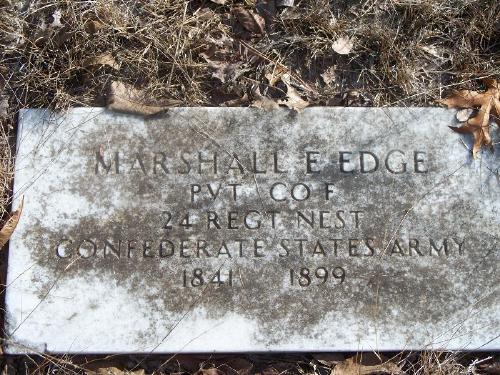 MARSHALL E EDGE
PVT CO F
24 REGT NEST
CONFEDERATE STATES ARMY
1841 1899